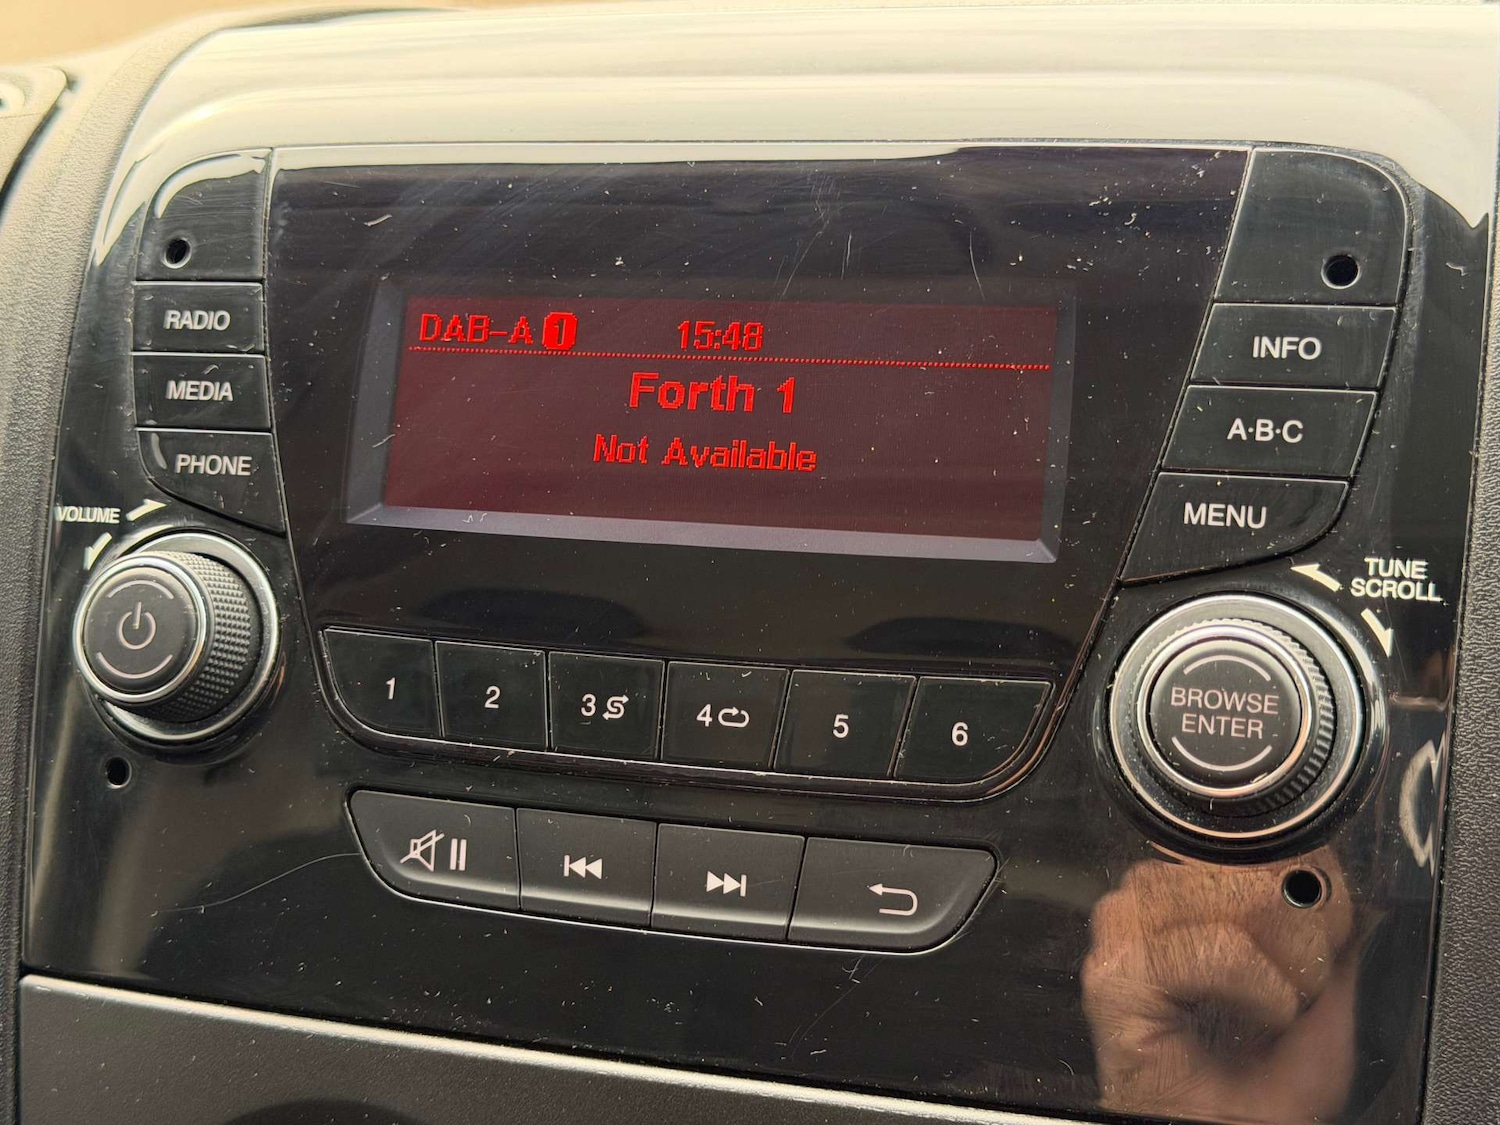 DAB-A 1 15:48
Forth 1
Not Available
RADIO
MEDIA
PHONE
VOLUME
INFO
A·B·C
MENU
TUNE
SCROLL
BROWSE
ENTER
1 2 3 4 5 6